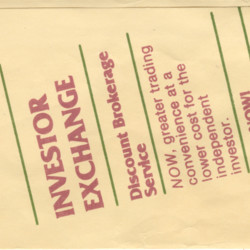 INVESTOR
EXCHANGE
Discount Brokerage
Service
NOW, greater trading
convenience at a
lower cost for the
independent
investor.